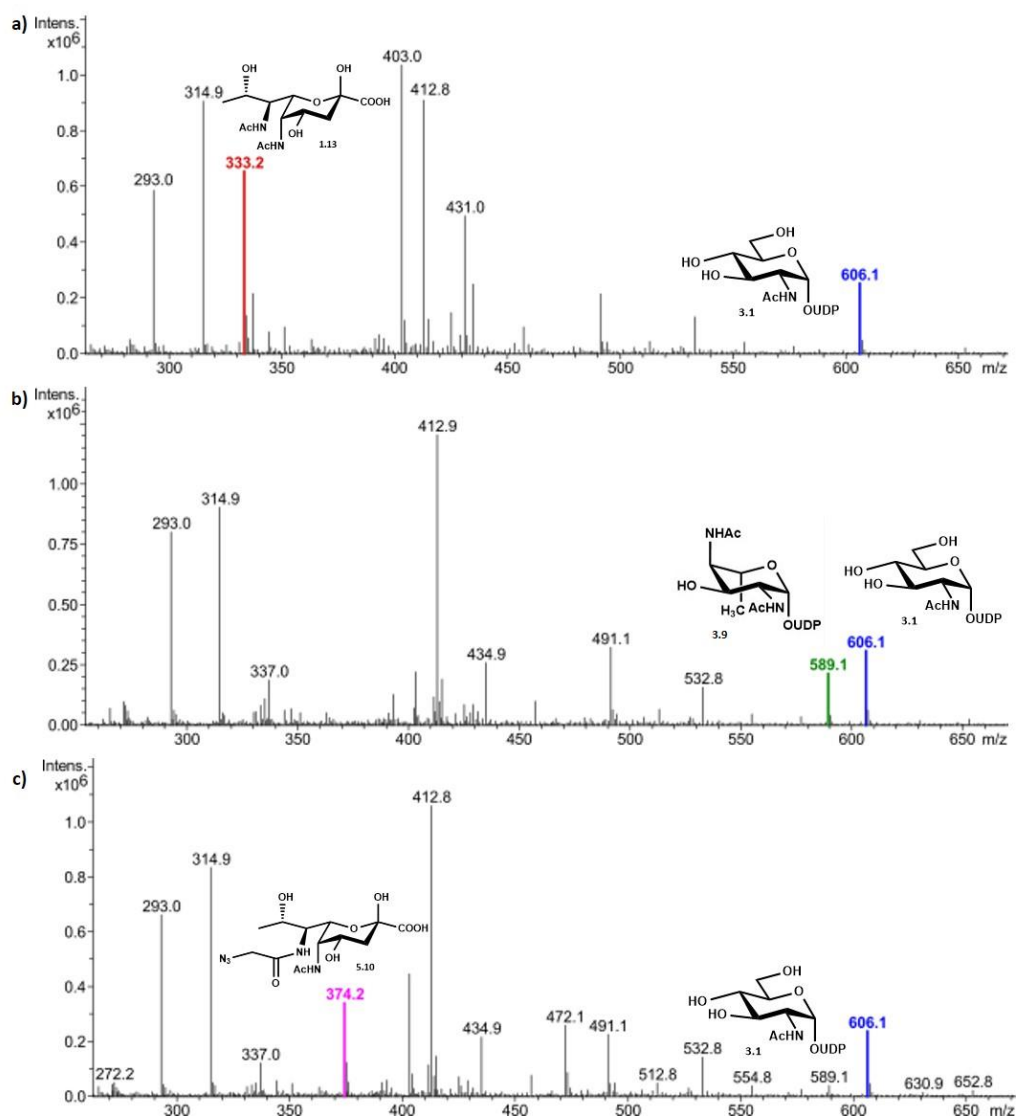 a)
Intens.
x10^6
1.0
0.8
0.6
0.4
0.2
0.0
293.0
314.9
333.2
403.0
412.8
431.0
606.1
OH
OH
O
COOH
AcHN
OH
AcHN
1.13
OH
O
HO
HO
AcHN
OUDP
3.1
300 350 400 450 500 550 600 650 m/z
b)
Intens.
x10^6
1.00
0.75
0.50
0.25
0.00
293.0
314.9
337.0
412.9
434.9
491.1
532.8
589.1
606.1
NHAc
O
HO
H₃C
AcHN
OUDP
3.9
OH
O
HO
HO
AcHN
OUDP
3.1
300 350 400 450 500 550 600 650 m/z
c)
Intens.
x10^6
1.0
0.8
0.6
0.4
0.2
0.0
272.2
293.0
314.9
337.0
374.2
412.8
434.9
472.1
491.1
512.8
532.8
554.8
589.1
606.1
630.9
652.8
OH
OH
O
COOH
N₃
NH
OH
O
AcHN
5.10
OH
O
HO
HO
AcHN
OUDP
3.1
300 350 400 450 500 550 600 650 m/z